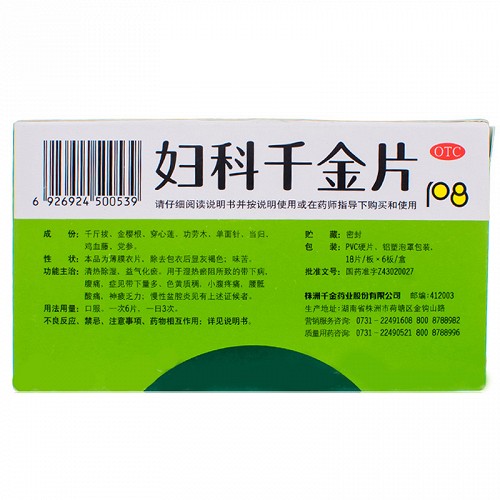 妇科千金片
OTC
108
6 926924 500539
请仔细阅读说明书并按说明使用或在药师指导下购买和使用
成 份: 千斤拔、金樱根、穿心莲、功劳木、单面针、当归、
鸡血藤、党参。
性 状: 本品为薄膜衣片,除去包衣后显灰褐色;味苦。
功能主治: 清热除湿,益气化瘀。用于湿热瘀阻所致的带下病,
腹痛,症见带下量多、色黄质稠,小腹疼痛,腰骶
酸痛,神疲乏力;慢性盆腔炎见有上述证候者。
用法用量: 口服。一次6片,一日3次。
不良反应、禁忌、注意事项、药物相互作用: 详见说明书。
贮 藏: 密封
包 装: PVC硬片、铝塑泡罩包装,
18片/板×6板/盒
批准文号: 国药准字Z43020027
株洲千金药业股份有限公司 邮编:412003
生产地址:湖南省株洲市荷塘区金钩山路
营销服务咨询: 0731-22491608 800 8788982
质量用药咨询: 0731-22490521 800 8788996